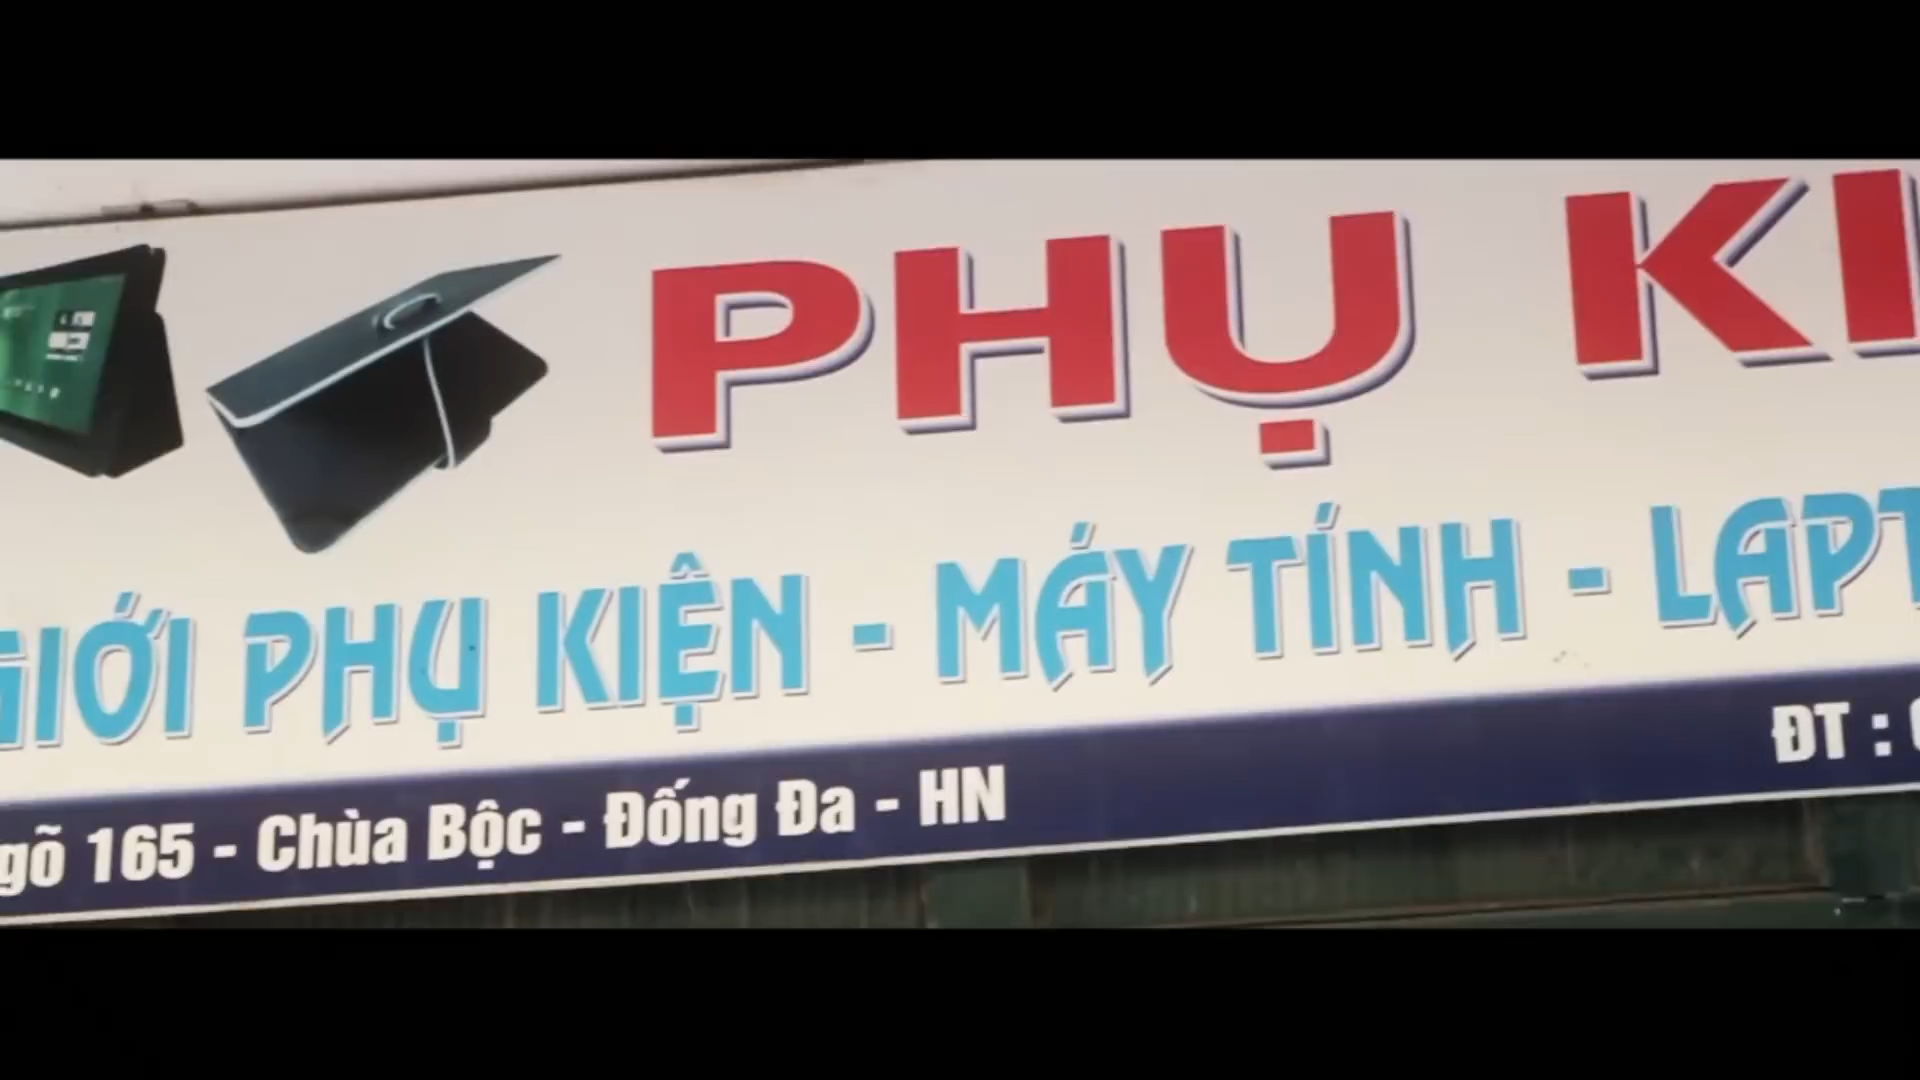 PHỤ KI
GIỚI PHỤ KIỆN - MÁY TÍNH - LAPT
gõ 165 - Chùa Bộc - Đống Đa - HN
ĐT :